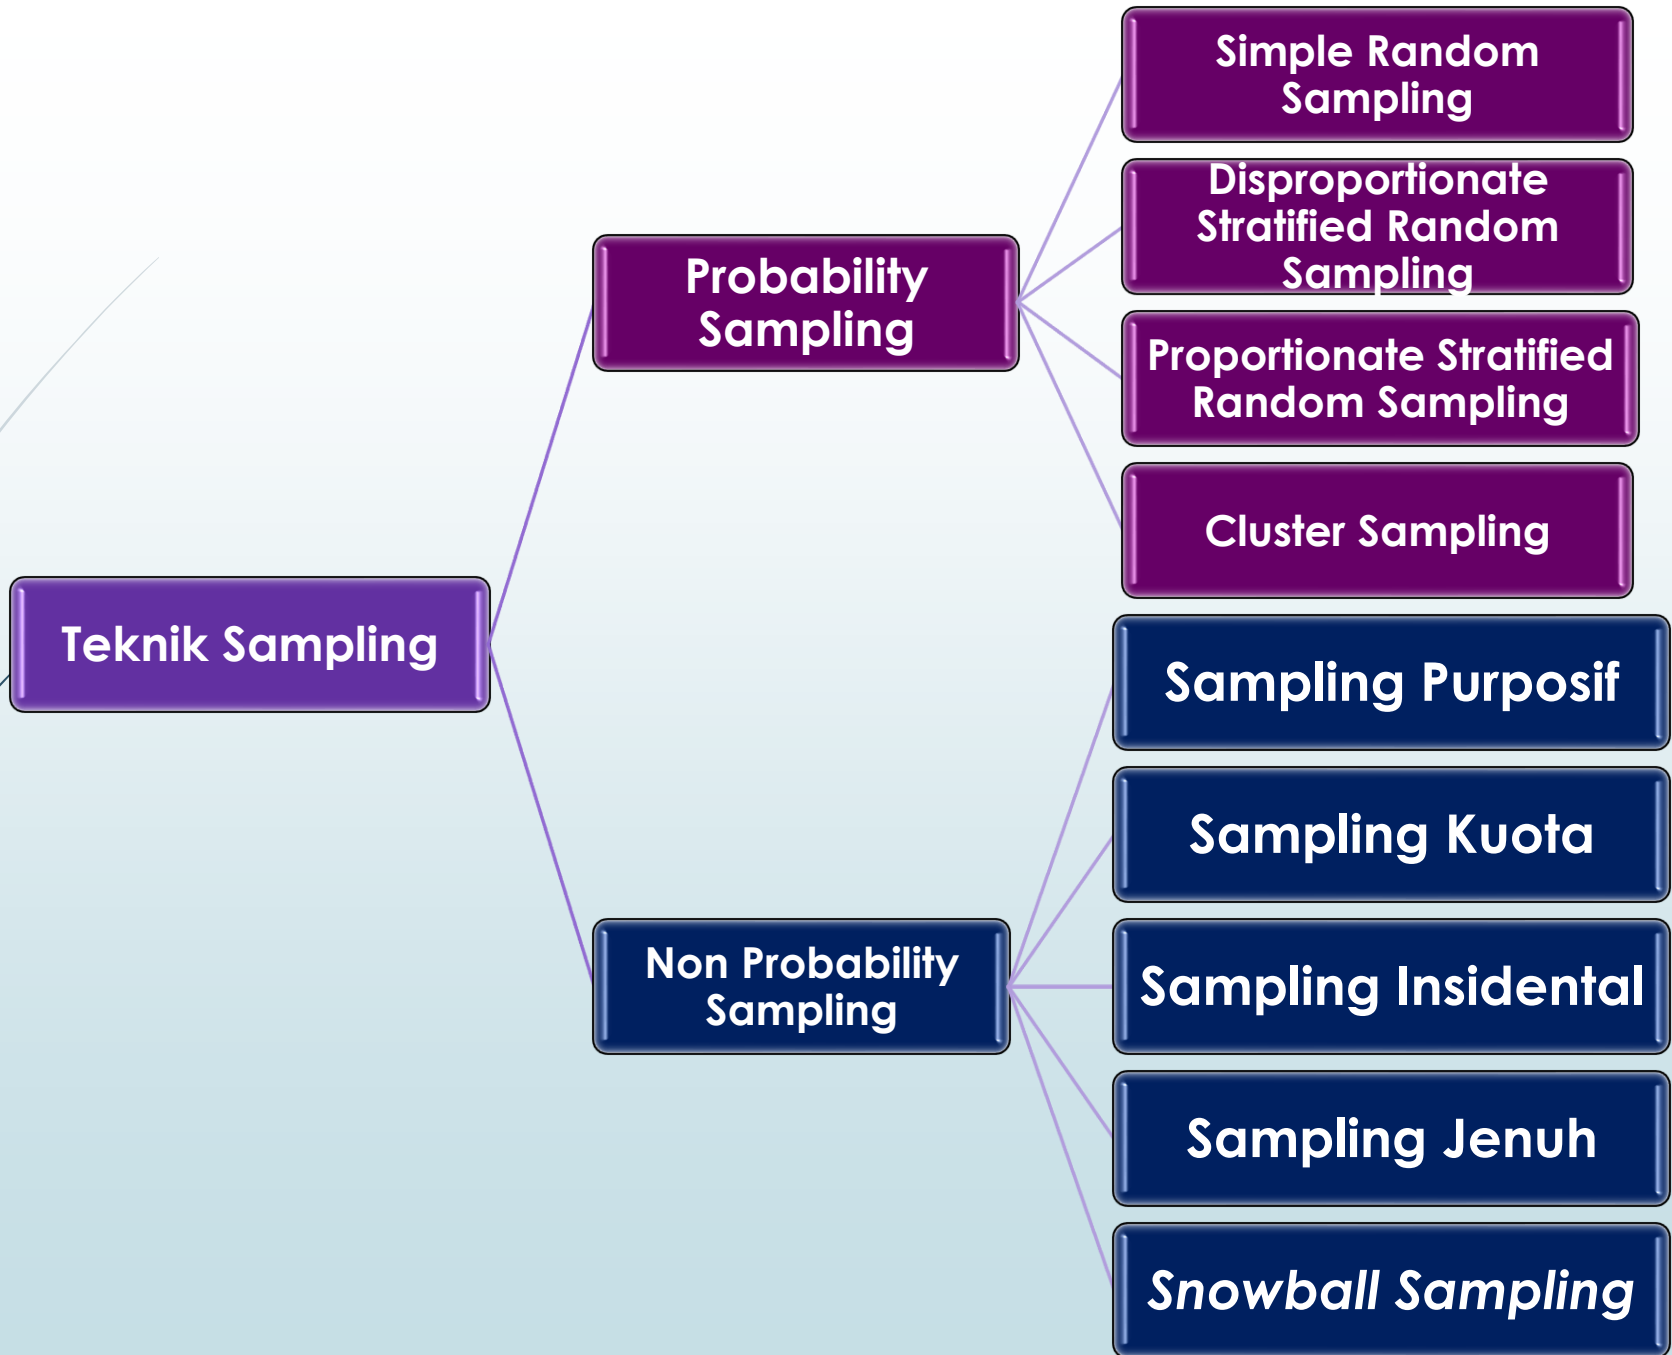 Simple Random
Sampling
Disproportionate
Stratified Random
Sampling
Probability
Sampling
Proportionate Stratified
Random Sampling
Cluster Sampling
Teknik Sampling
Sampling Purposif
Sampling Kuota
Non Probability
Sampling
Sampling Insidental
Sampling Jenuh
Snowball Sampling